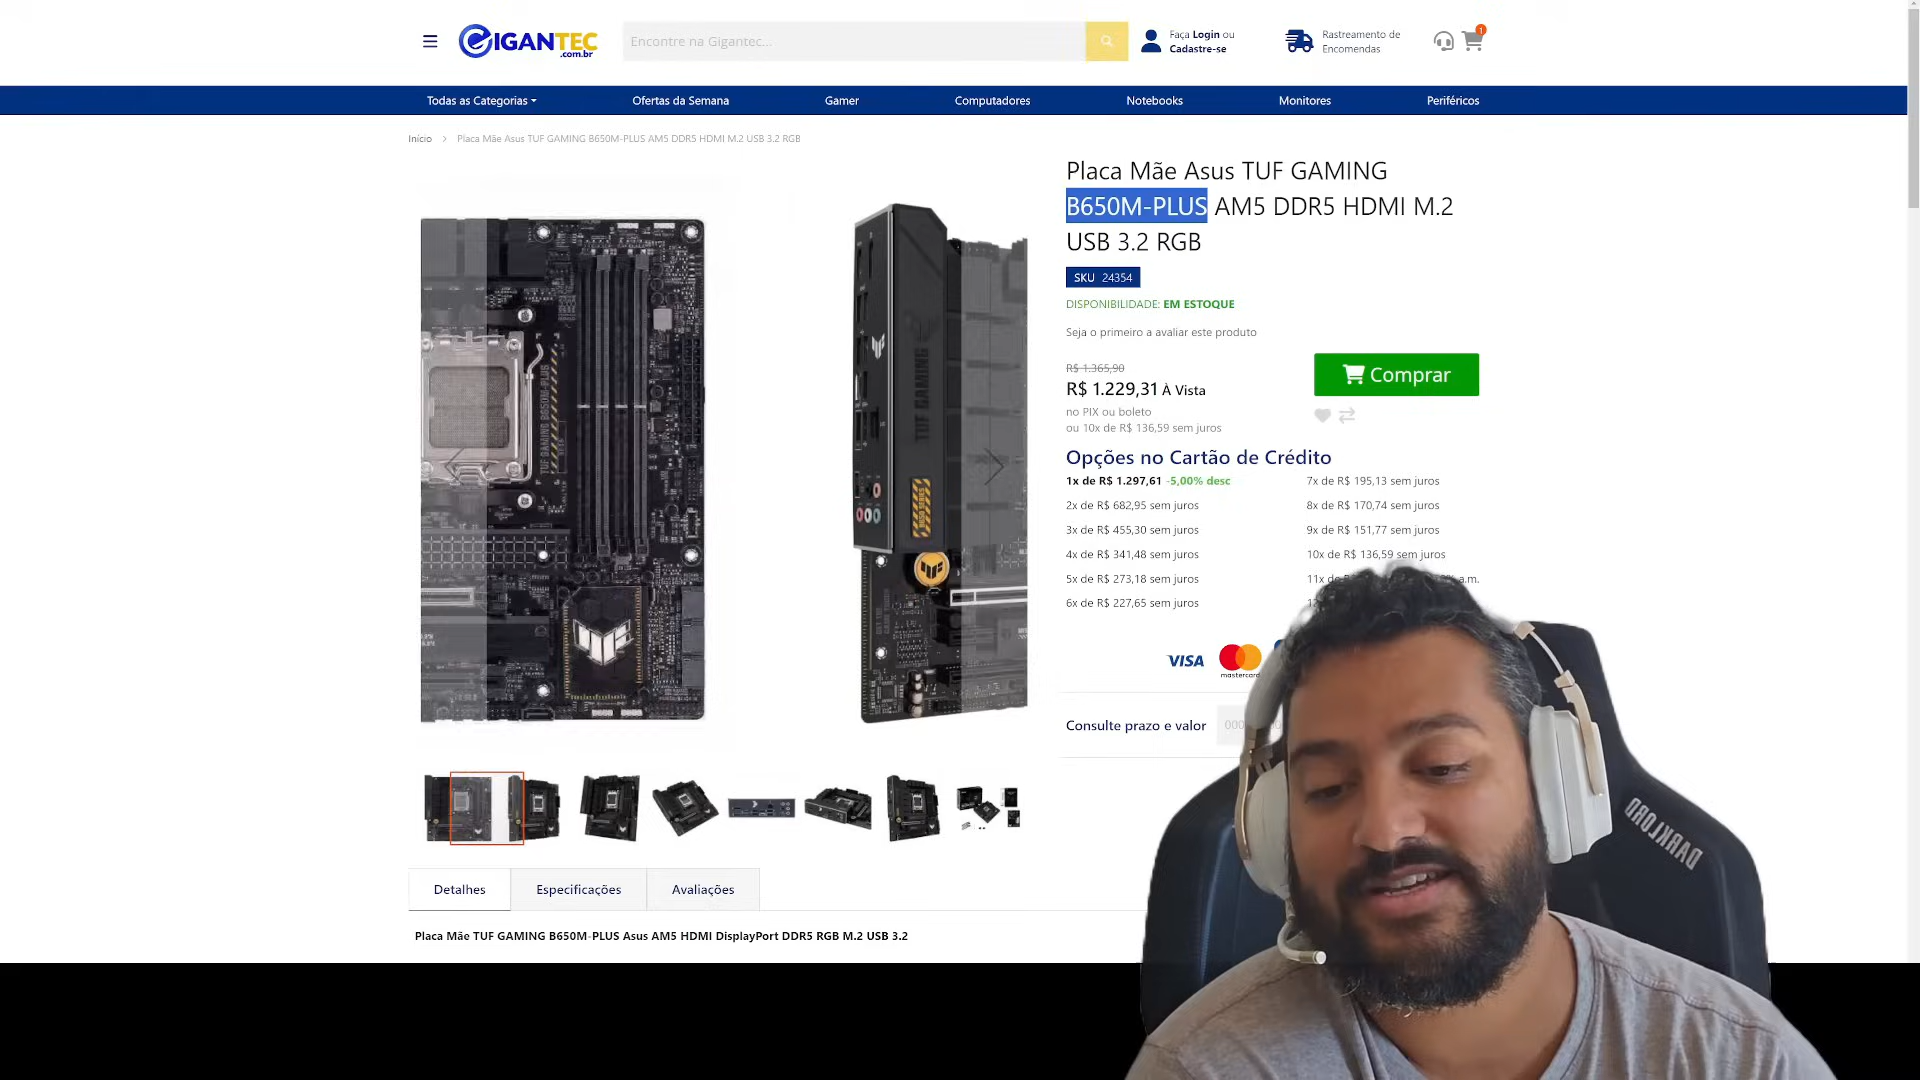 GIGANTEC
.com.br
Encontre na Gigantec...
Faça Login ou
Cadastre-se
Rastreamento de
Encomendas
1
Todas as Categorias
Ofertas da Semana
Gamer
Computadores
Notebooks
Monitores
Periféricos
Início > Placa Mãe Asus TUF GAMING B650M-PLUS AM5 DDR5 HDMI M.2 USB 3.2 RGB
Placa Mãe Asus TUF GAMING
B650M-PLUS AM5 DDR5 HDMI M.2
USB 3.2 RGB
SKU 24354
DISPONIBILIDADE: EM ESTOQUE
Seja o primeiro a avaliar este produto
R$ 1.365,90
R$ 1.229,31 À Vista
no PIX ou boleto
ou 10x de R$ 136,59 sem juros
Comprar
Opções no Cartão de Crédito
1x de R$ 1.297,61 -5,00% desc
2x de R$ 682,95 sem juros
3x de R$ 455,30 sem juros
4x de R$ 341,48 sem juros
5x de R$ 273,18 sem juros
6x de R$ 227,65 sem juros
7x de R$ 195,13 sem juros
8x de R$ 170,74 sem juros
9x de R$ 151,77 sem juros
10x de R$ 136,59 sem juros
11x
a.m.
VISA
mastercard
Consulte prazo e valor
TUF GAMING B650M-PLUS
TUF GAMING
B650 SERIES
DARKLORD
Detalhes
Especificações
Avaliações
Placa Mãe TUF GAMING B650M-PLUS Asus AM5 HDMI DisplayPort DDR5 RGB M.2 USB 3.2